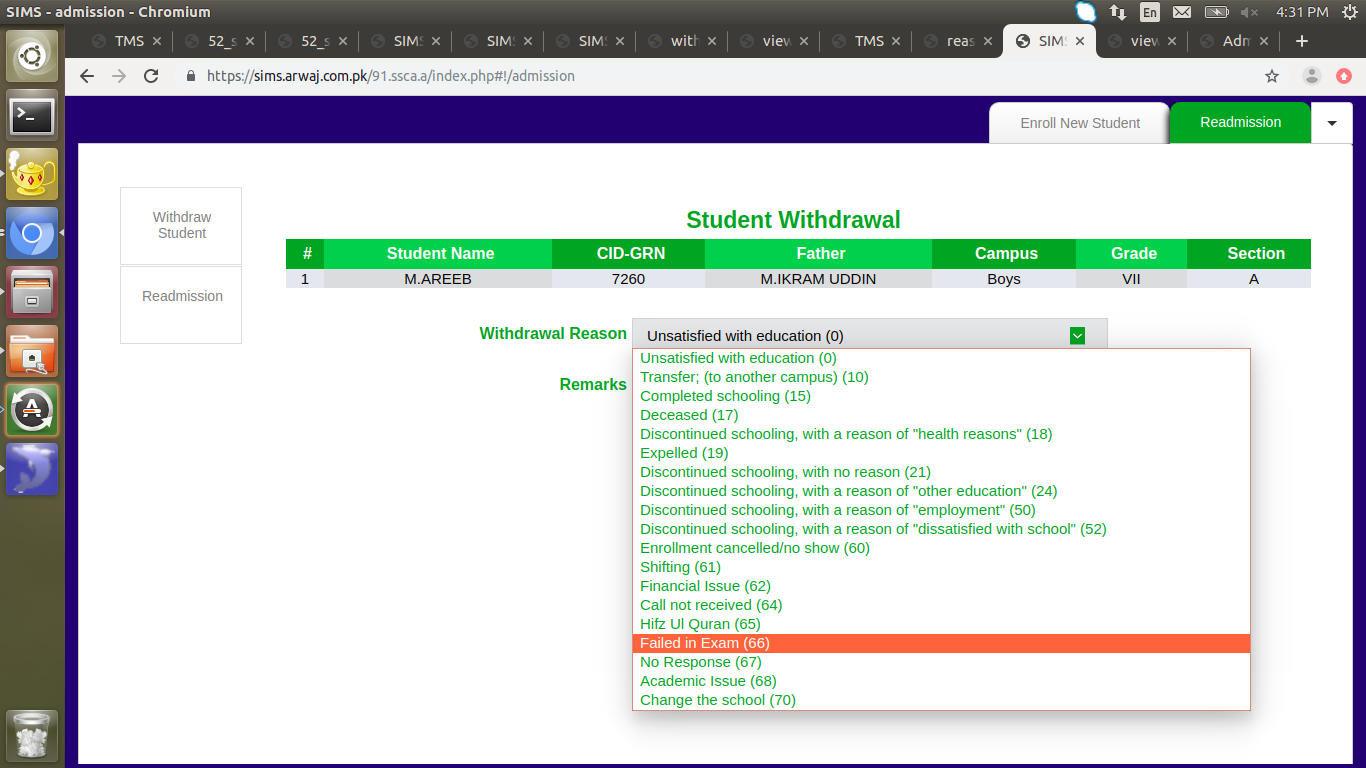 SIMS - admission - Chromium
En
4:31 PM
TMS
52_s
52_s
SIMS
SIMS
SIMS
with
view
TMS
reas
SIMS
view
Adm
https://sims.arwaj.com.pk/91.ssca.a/index.php#!/admission
Enroll New Student
Readmission
Withdraw
Student
Readmission
Student Withdrawal
# Student Name CID-GRN Father Campus Grade Section
1 M.AREEB 7260 M.IKRAM UDDIN Boys VII A
Withdrawal Reason Unsatisfied with education (0)
Remarks
Unsatisfied with education (0)
Transfer; (to another campus) (10)
Completed schooling (15)
Deceased (17)
Discontinued schooling, with a reason of "health reasons" (18)
Expelled (19)
Discontinued schooling, with no reason (21)
Discontinued schooling, with a reason of "other education" (24)
Discontinued schooling, with a reason of "employment" (50)
Discontinued schooling, with a reason of "dissatisfied with school" (52)
Enrollment cancelled/no show (60)
Shifting (61)
Financial Issue (62)
Call not received (64)
Hifz Ul Quran (65)
Failed in Exam (66)
No Response (67)
Academic Issue (68)
Change the school (70)